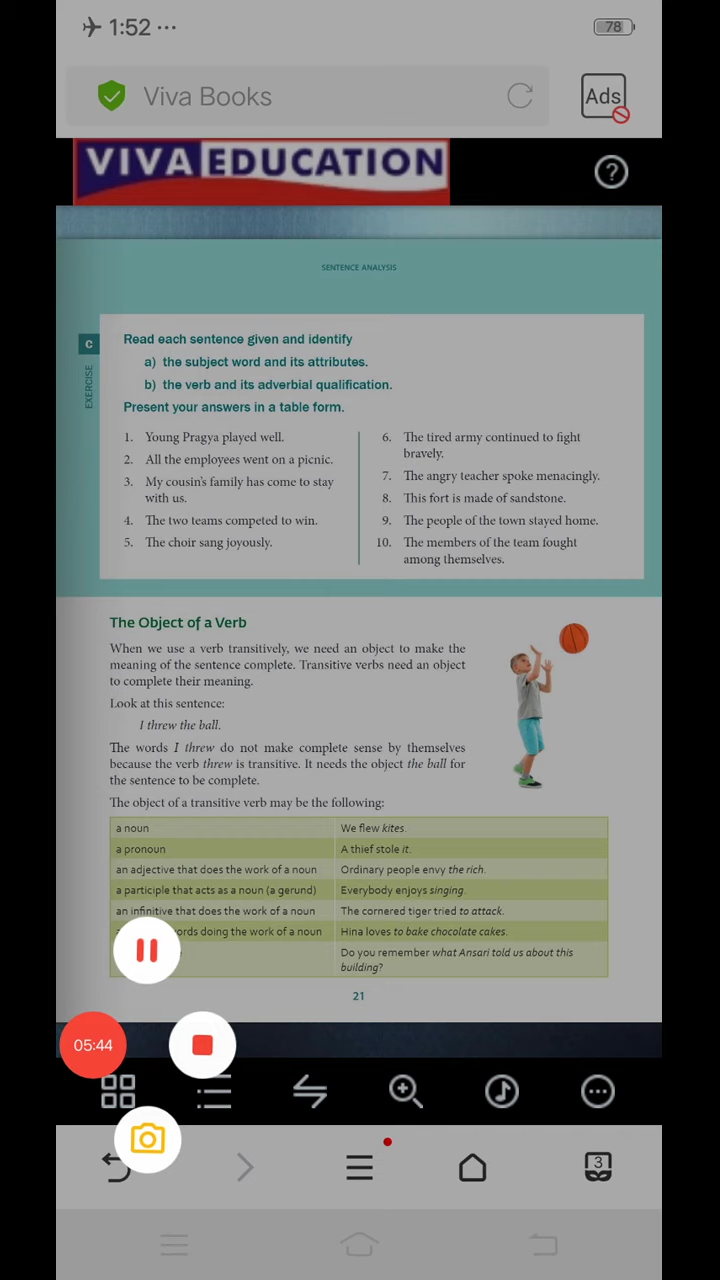 1:52 ···
78
Viva Books
Ads
VIVA EDUCATION
?
SENTENCE ANALYSIS
C
EXERCISE
Read each sentence given and identify
a) the subject word and its attributes.
b) the verb and its adverbial qualification.
Present your answers in a table form.
1. Young Pragya played well.
2. All the employees went on a picnic.
3. My cousin's family has come to stay
with us.
4. The two teams competed to win.
5. The choir sang joyously.
6. The tired army continued to fight
bravely.
7. The angry teacher spoke menacingly.
8. This fort is made of sandstone.
9. The people of the town stayed home.
10. The members of the team fought
among themselves.
The Object of a Verb
When we use a verb transitively, we need an object to make the
meaning of the sentence complete. Transitive verbs need an object
to complete their meaning.
Look at this sentence:
I threw the ball.
The words I threw do not make complete sense by themselves
because the verb threw is transitive. It needs the object the ball for
the sentence to be complete.
The object of a transitive verb may be the following:
a noun We flew kites.
a pronoun A thief stole it.
an adjective that does the work of a noun Ordinary people envy the rich.
a participle that acts as a noun (a gerund) Everybody enjoys singing.
an infinitive that does the work of a noun The cornered tiger tried to attack.
words doing the work of a noun Hina loves to bake chocolate cakes.
Do you remember what Ansari told us about this
building?
21
05:44
3